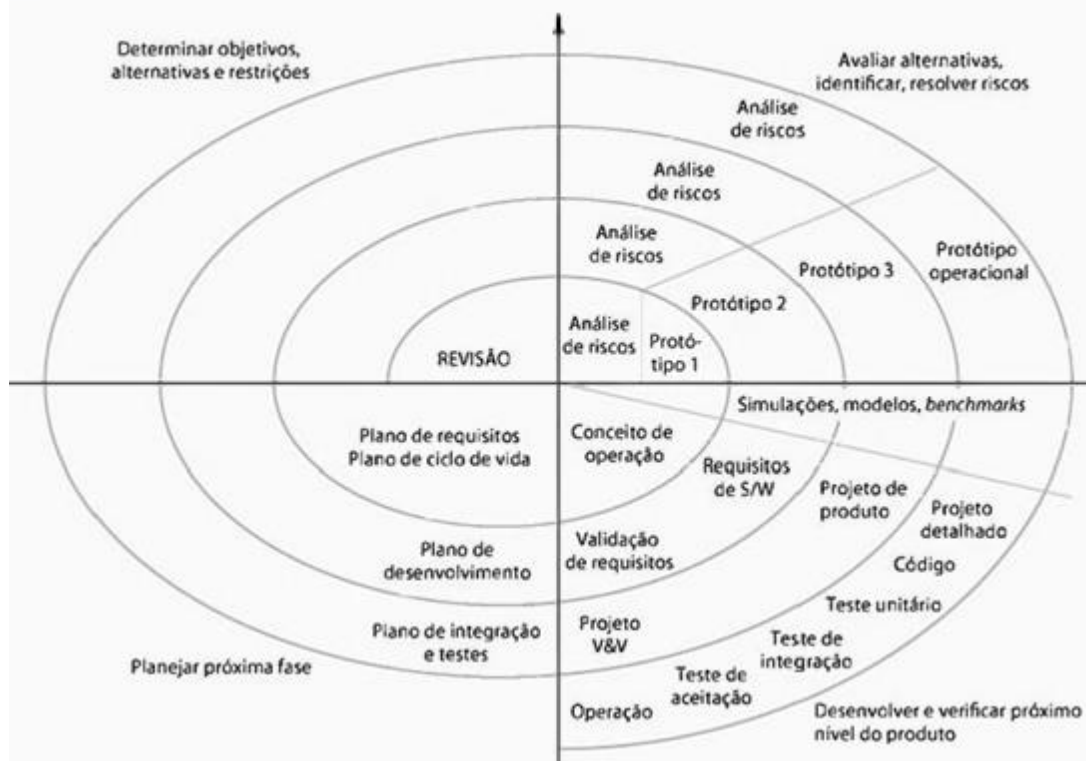 Determinar objetivos,
alternativas e restrições
Avaliar alternativas,
identificar, resolver riscos
Análise
de riscos
Análise
de riscos
Análise
de riscos
Análise
de riscos
Protótipo
operacional
Protótipo 3
Protótipo 2
Protó-
tipo 1
REVISÃO
Simulações, modelos, benchmarks
Plano de requisitos
Plano de ciclo de vida
Conceito de
operação
Requisitos
de S/W
Projeto de
produto
Projeto
detalhado
Código
Plano de
desenvolvimento
Validação
de requisitos
Teste unitário
Plano de integração
e testes
Projeto
V&V
Teste de
integração
Planejar próxima fase
Teste de
aceitação
Operação
Desenvolver e verificar próximo
nível do produto